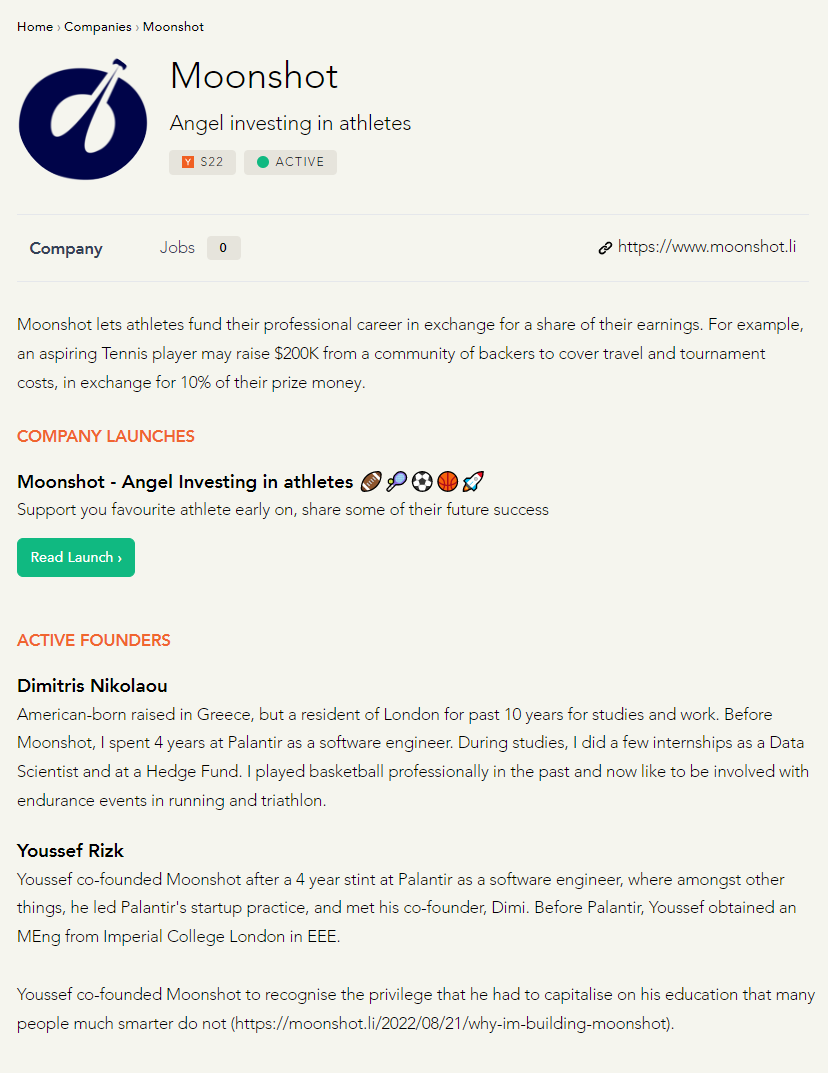 Home › Companies › Moonshot
Moonshot
Angel investing in athletes
Y S22
ACTIVE
Company
Jobs 0
https://www.moonshot.li
Moonshot lets athletes fund their professional career in exchange for a share of their earnings. For example,
an aspiring Tennis player may raise $200K from a community of backers to cover travel and tournament
costs, in exchange for 10% of their prize money.
COMPANY LAUNCHES
Moonshot - Angel Investing in athletes 🏈🎾⚽🏀🚀
Support you favourite athlete early on, share some of their future success
Read Launch ›
ACTIVE FOUNDERS
Dimitris Nikolaou
American-born raised in Greece, but a resident of London for past 10 years for studies and work. Before
Moonshot, I spent 4 years at Palantir as a software engineer. During studies, I did a few internships as a Data
Scientist and at a Hedge Fund. I played basketball professionally in the past and now like to be involved with
endurance events in running and triathlon.
Youssef Rizk
Youssef co-founded Moonshot after a 4 year stint at Palantir as a software engineer, where amongst other
things, he led Palantir's startup practice, and met his co-founder, Dimi. Before Palantir, Youssef obtained an
MEng from Imperial College London in EEE.
Youssef co-founded Moonshot to recognise the privilege that he had to capitalise on his education that many
people much smarter do not (https://moonshot.li/2022/08/21/why-im-building-moonshot).